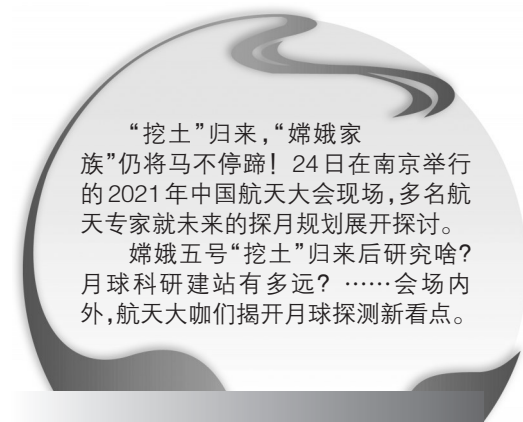 “挖土”归来，“嫦娥家
族”仍将马不停蹄！24日在南京举行
的2021年中国航天大会现场，多名航
天专家就未来的探月规划展开探讨。
嫦娥五号“挖土”归来后研究啥？
月球科研建站有多远？……会场内
外，航天大咖们揭开月球探测新看点。